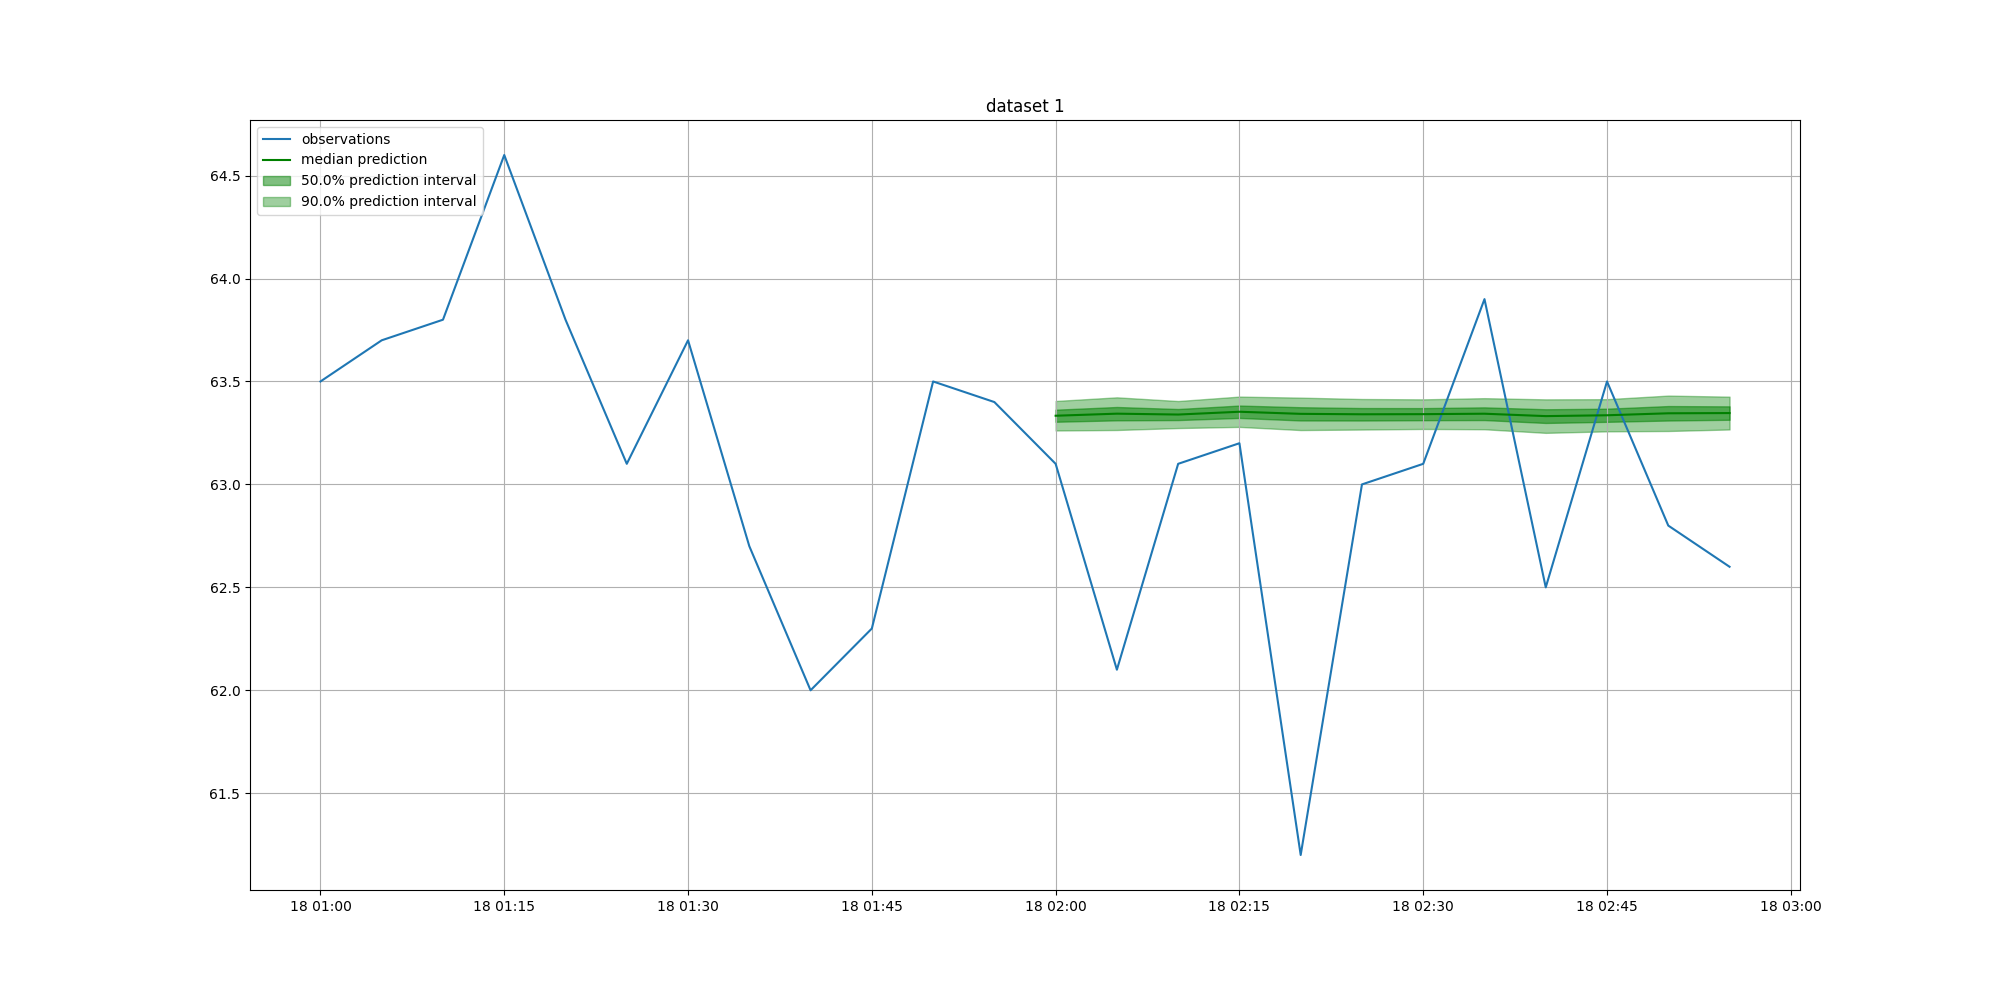 dataset 1
observations
median prediction
50.0% prediction interval
90.0% prediction interval
64.5
64.0
63.5
63.0
62.5
62.0
61.5
18 01:00 18 01:15 18 01:30 18 01:45 18 02:00 18 02:15 18 02:30 18 02:45 18 03:00